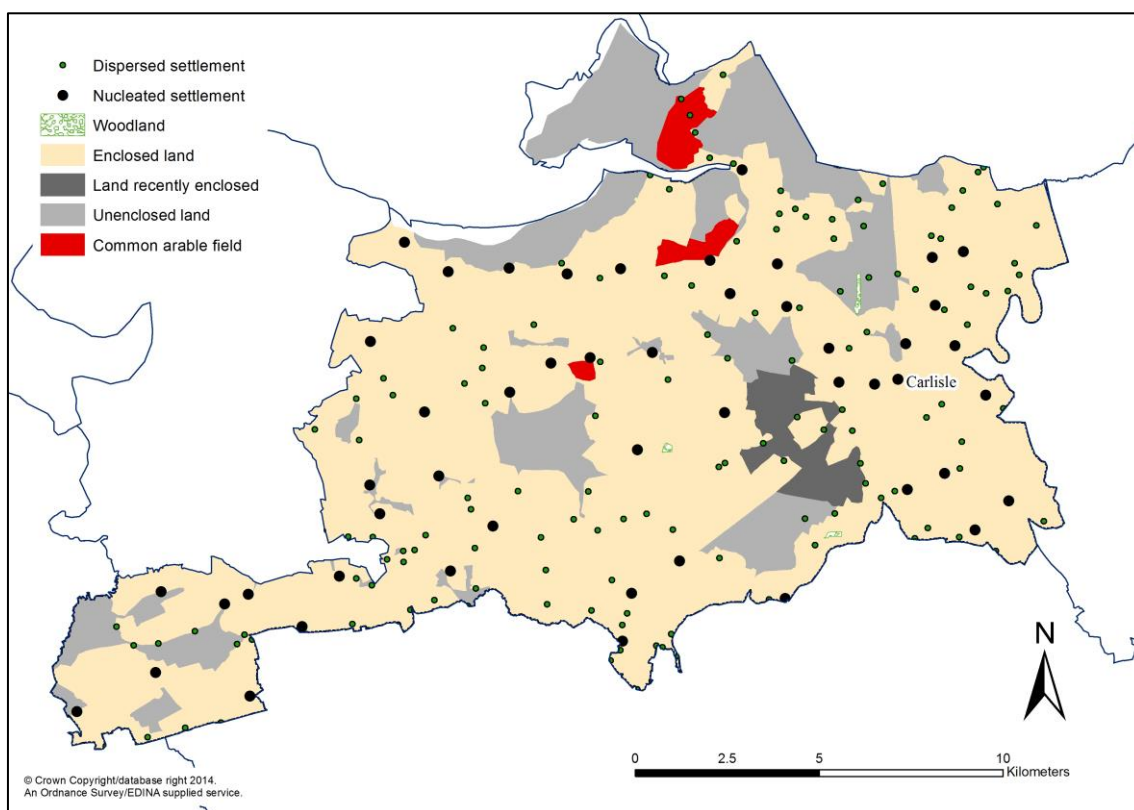 Dispersed settlement
Nucleated settlement
Woodland
Enclosed land
Land recently enclosed
Unenclosed land
Common arable field
Carlisle
N
0 2.5 5 10
Kilometers
© Crown Copyright/database right 2014.
An Ordnance Survey/EDINA supplied service.